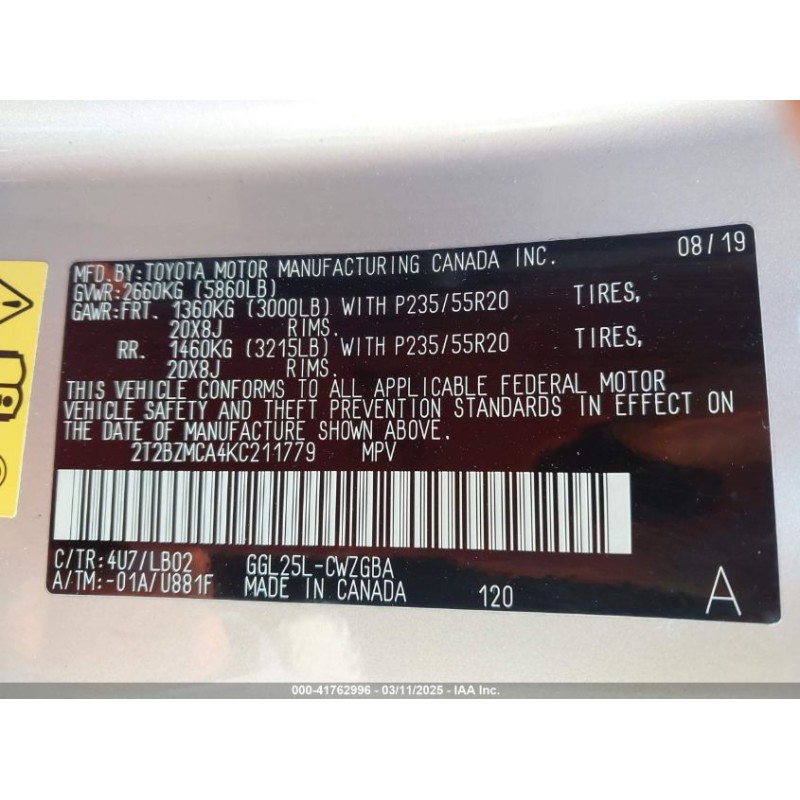 MFD.BY:TOYOTA MOTOR MANUFACTURING CANADA INC. 08/19
GVWR:2660KG (5860LB)
GAWR:FRT. 1360KG (3000LB) WITH P235/55R20 TIRES,
20X8J RIMS.
RR. 1460KG (3215LB) WITH P235/55R20 TIRES,
20X8J RIMS.
THIS VEHICLE CONFORMS TO ALL APPLICABLE FEDERAL MOTOR
VEHICLE SAFETY AND THEFT PREVENTION STANDARDS IN EFFECT ON
THE DATE OF MANUFACTURE SHOWN ABOVE.
2T2BZMCA4KC211779 MPV
C/TR:4U7/LB02 GGL25L-CWZGBA
A/TM:-01A/U881F MADE IN CANADA 120 A
000-41762996 - 03/11/2025 - IAA Inc.